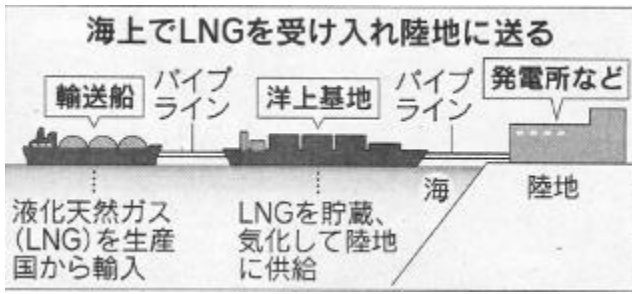 海上でLNGを受け入れ陸地に送る
輸送船
パイプ
ライン
洋上基地
パイプ
ライン
発電所など
海
陸地
液化天然ガス
(LNG)を生産
国から輸入
LNGを貯蔵、
気化して陸地
に供給